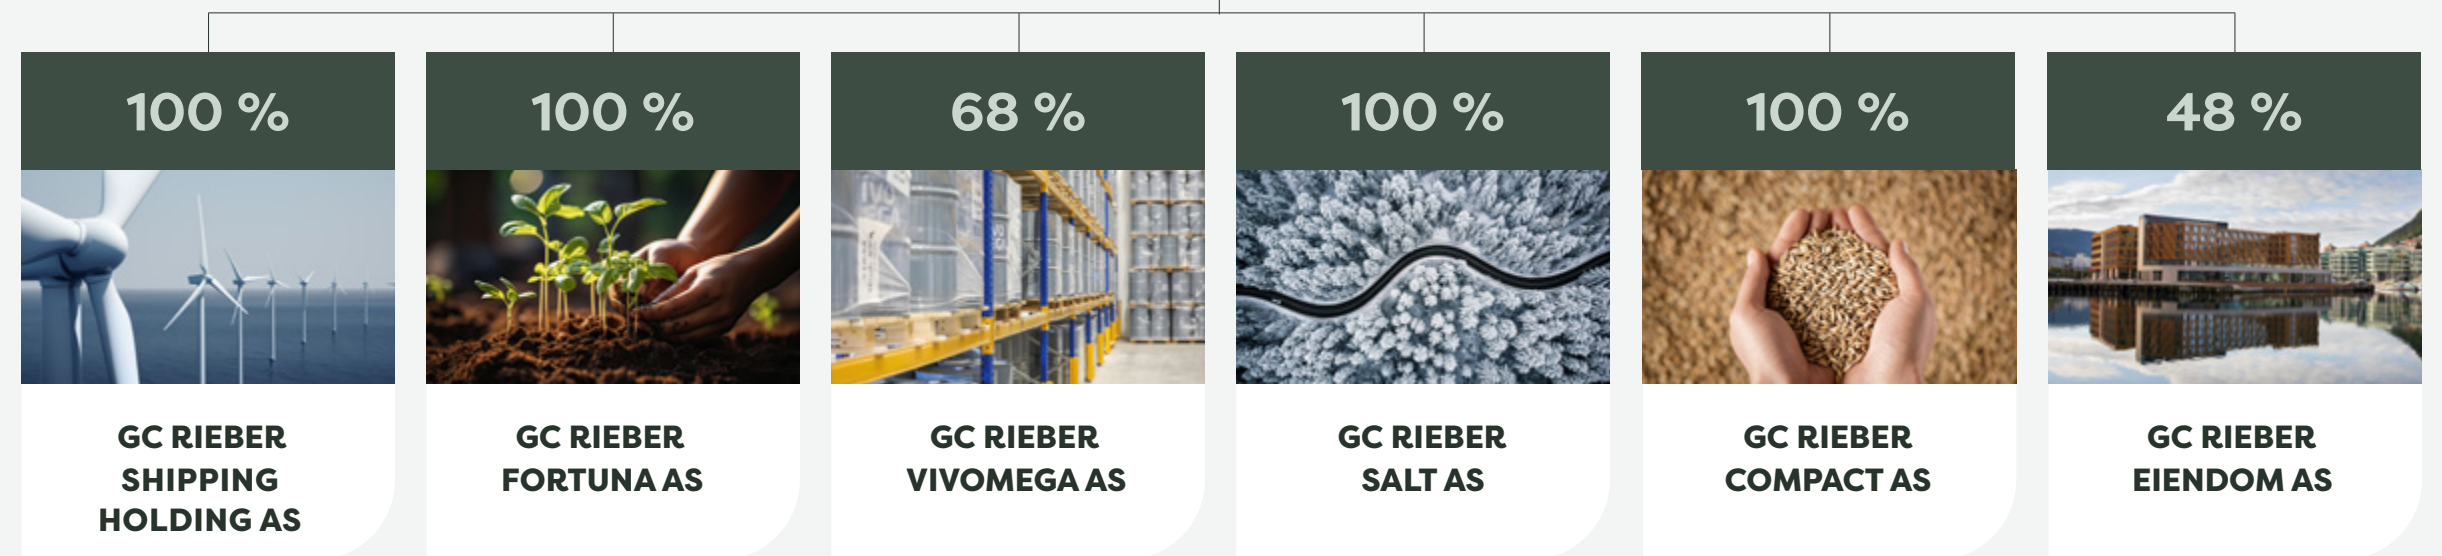 100 %
100 %
68 %
100 %
100 %
48 %
GC RIEBER
SHIPPING
HOLDING AS
GC RIEBER
FORTUNA AS
GC RIEBER
VIVOMEGA AS
GC RIEBER
SALT AS
GC RIEBER
COMPACT AS
GC RIEBER
EIENDOM AS